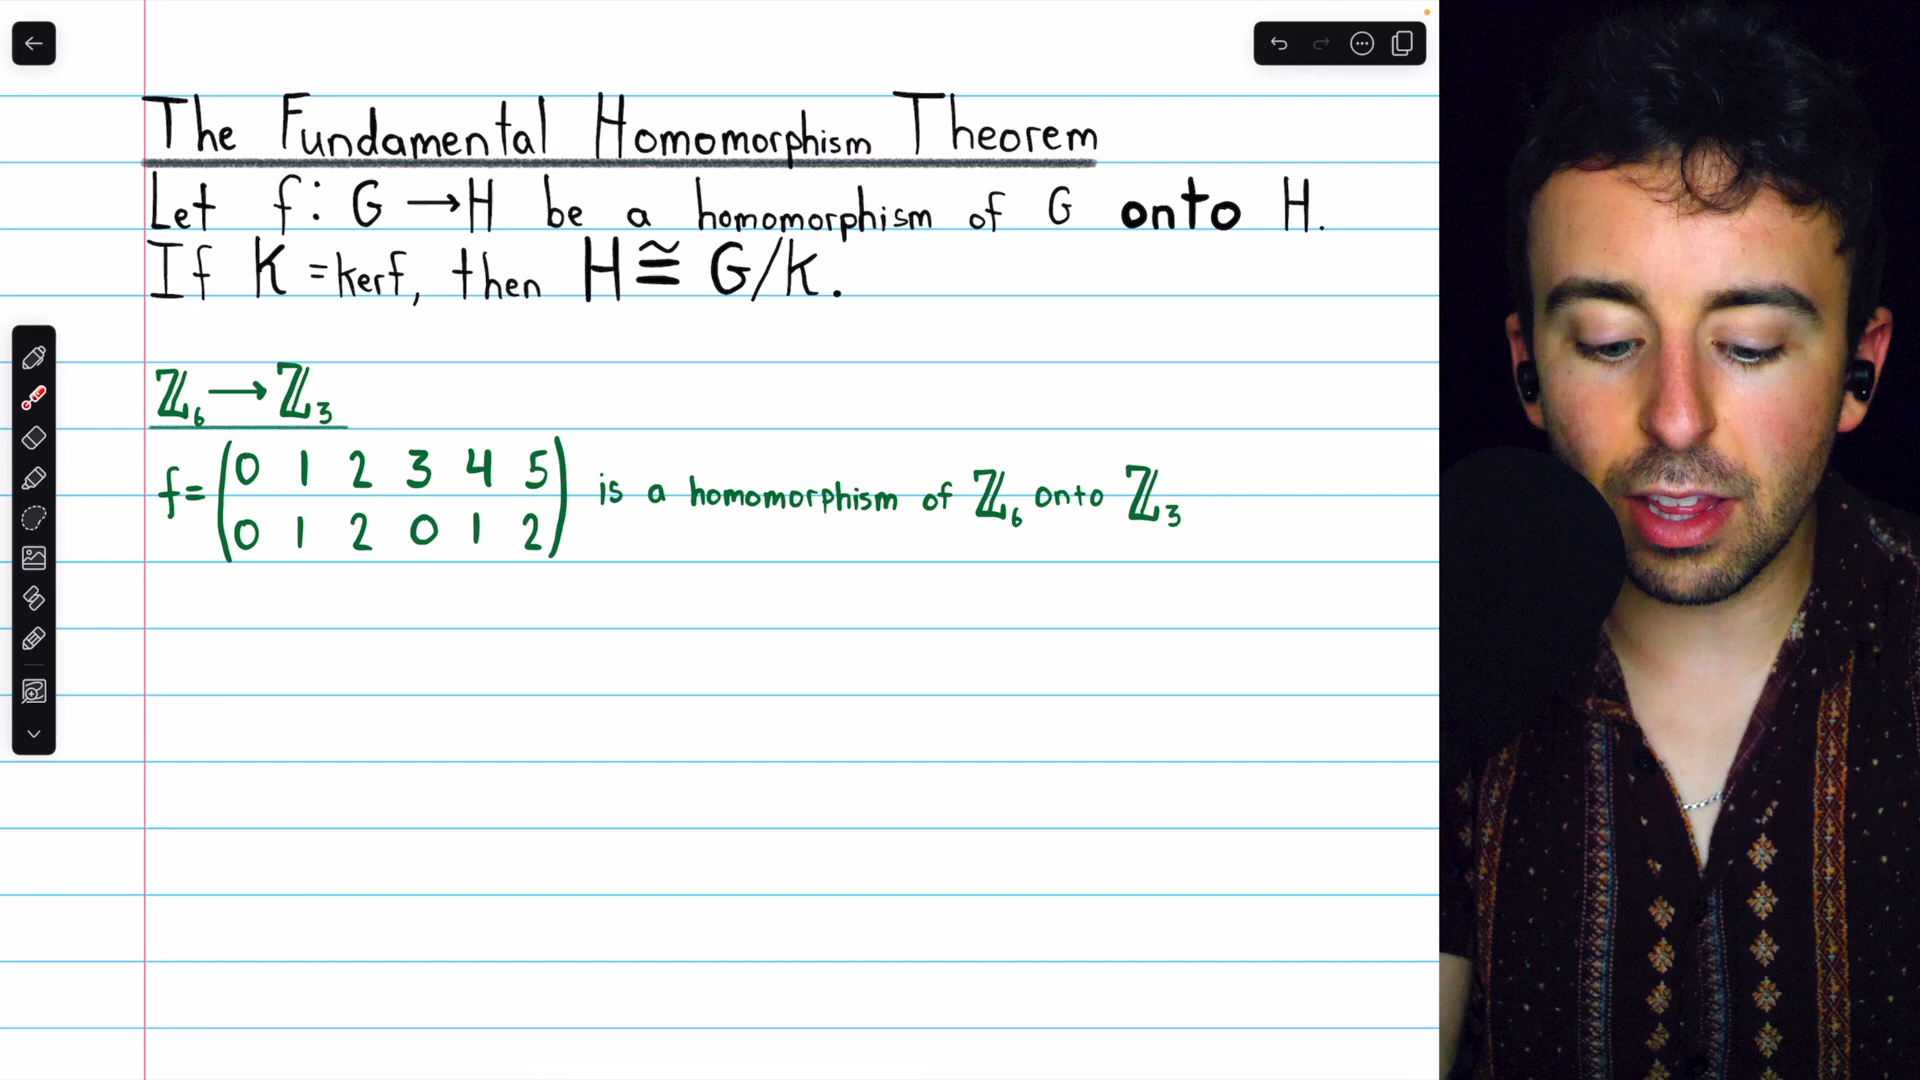 The Fundamental Homomorphism Theorem
Let f: G → H be a homomorphism of G onto H.
If K = kerf, then H ≅ G/K.
ℤ₆ → ℤ₃
f= (0 1 2 3 4 5) is a homomorphism of ℤ₆ onto ℤ₃
(0 1 2 0 1 2)